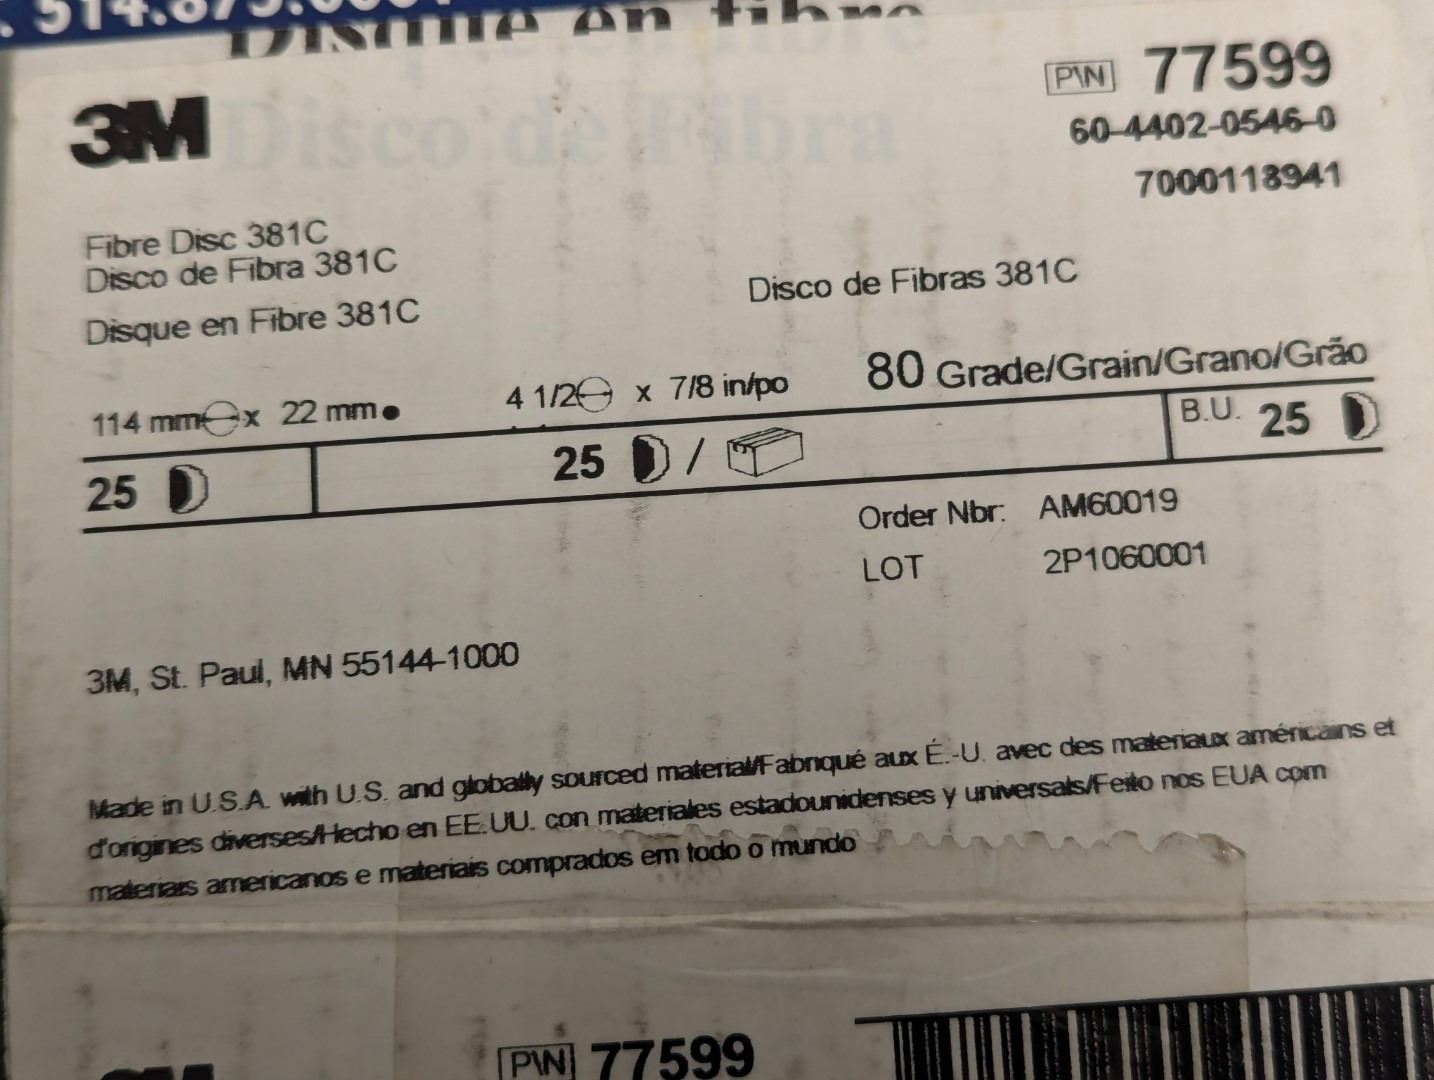 Disque en fibre
Disco de Fibra
3M
P\N 77599
60-4402-0546-0
7000118941
Fibre Disc 381C
Disco de Fibra 381C
Disque en Fibre 381C
Disco de Fibras 381C
114 mm x 22 mm
4 1/2 x 7/8 in/po
80 Grade/Grain/Grano/Grão
25
25 /
B.U. 25
Order Nbr: AM60019
LOT 2P1060001
3M, St. Paul, MN 55144-1000
Made in U.S.A. with U.S. and globally sourced material/Fabriqué aux É.-U. avec des materiaux américains et
d'origines diverses/Hecho en EE.UU. con materiales estadounidenses y universals/Feito nos EUA com
materiais americanos e materiais comprados em todo o mundo
P\N 77599